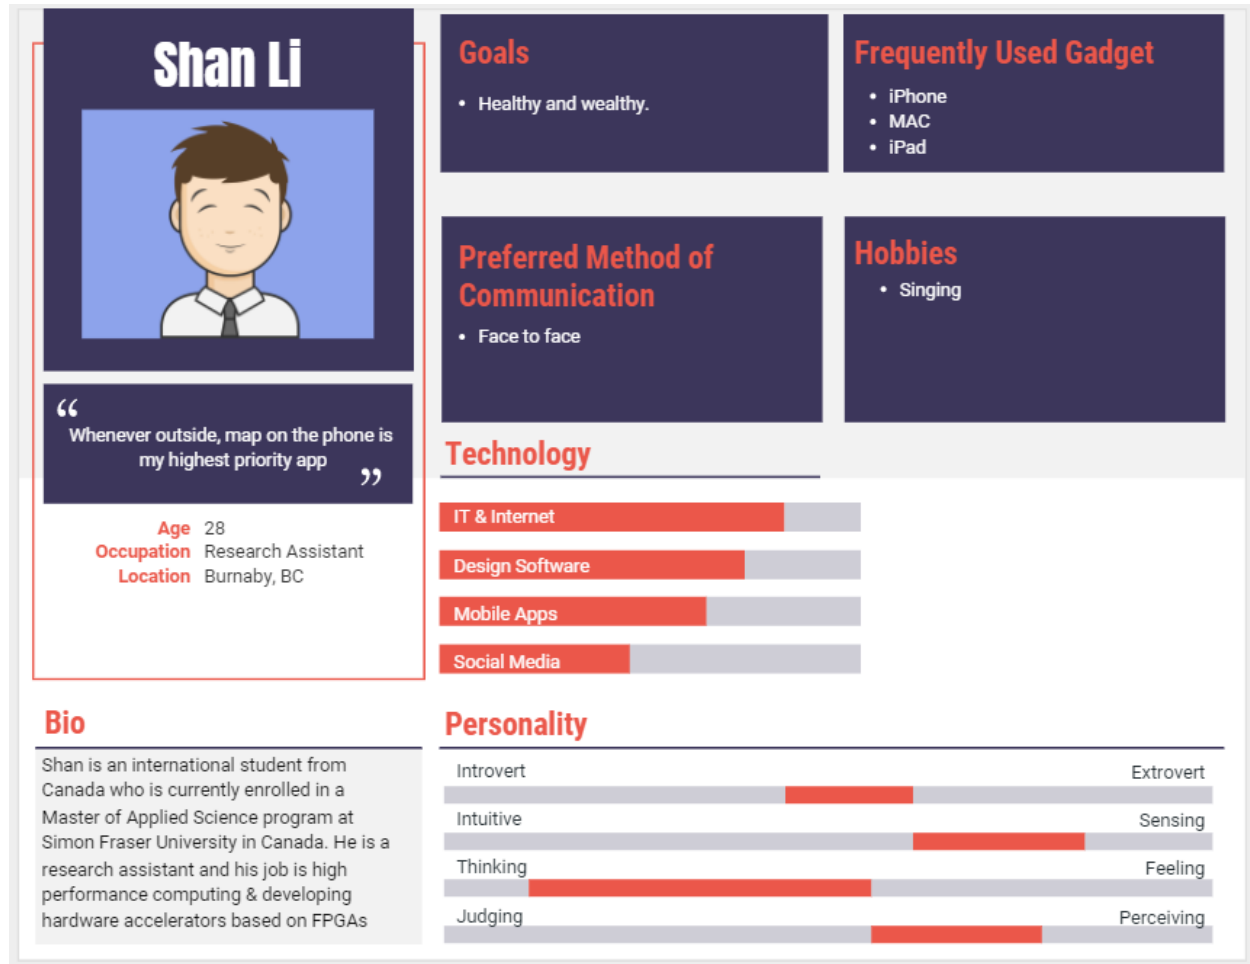 Shan Li
“
Whenever outside, map on the phone is
my highest priority app
”
Age 28
Occupation Research Assistant
Location Burnaby, BC
Goals
• Healthy and wealthy.
Frequently Used Gadget
• iPhone
• MAC
• iPad
Preferred Method of
Communication
• Face to face
Hobbies
• Singing
Technology
IT & Internet
Design Software
Mobile Apps
Social Media
Bio
Shan is an international student from
Canada who is currently enrolled in a
Master of Applied Science program at
Simon Fraser University in Canada. He is a
research assistant and his job is high
performance computing & developing
hardware accelerators based on FPGAs
Personality
Introvert Extrovert
Intuitive Sensing
Thinking Feeling
Judging Perceiving